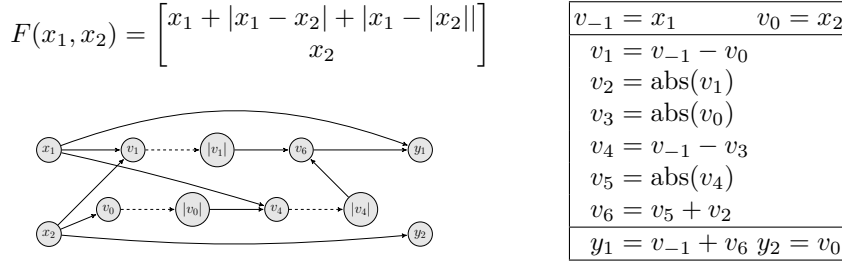 F(x₁, x₂) = [x₁ + |x₁ − x₂| + |x₁ − |x₂||
x₂]
x₁ v₁ |v₁| v₆ y₁
v₀ |v₀| v₄ |v₄|
x₂ y₂
v₋₁ = x₁ v₀ = x₂
v₁ = v₋₁ − v₀
v₂ = abs(v₁)
v₃ = abs(v₀)
v₄ = v₋₁ − v₃
v₅ = abs(v₄)
v₆ = v₅ + v₂
y₁ = v₋₁ + v₆ y₂ = v₀